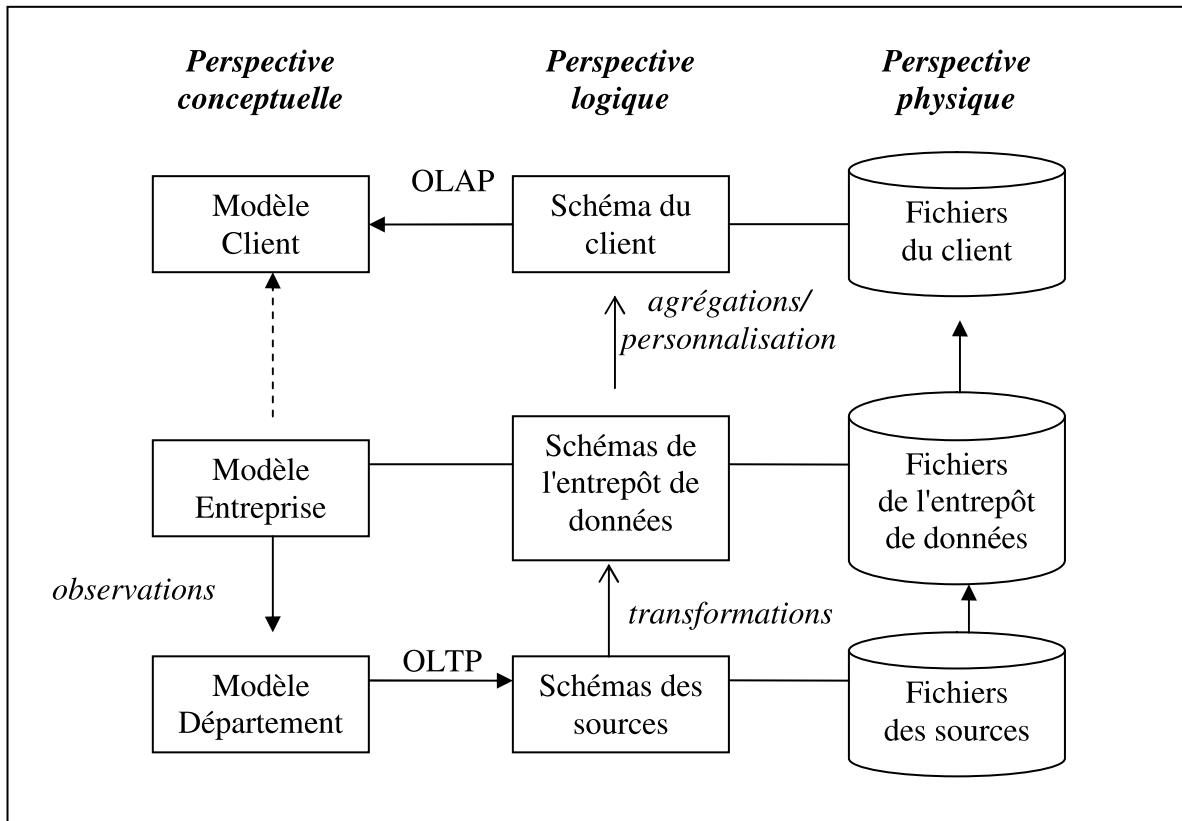 Perspective
conceptuelle
Perspective
logique
Perspective
physique
Modèle
Client
OLAP
Schéma du
client
Fichiers
du client
agrégations/
personnalisation
Modèle
Entreprise
Schémas de
l'entrepôt de
données
Fichiers
de l'entrepôt
de données
observations
transformations
Modèle
Département
OLTP
Schémas des
sources
Fichiers
des sources